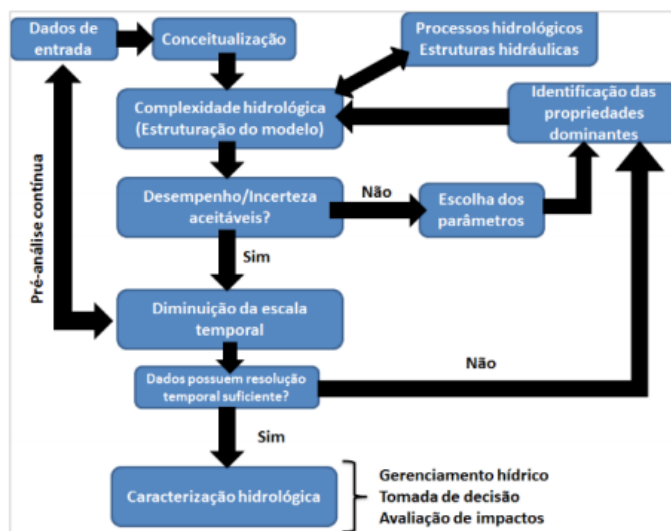 Dados de
entrada
Conceitualização
Processos hidrológicos
Estruturas hidráulicas
Complexidade hidrológica
(Estruturação do modelo)
Identificação das
propriedades
dominantes
Desempenho/Incerteza
aceitáveis?
Não
Escolha dos
parâmetros
Pré-análise contínua
Sim
Diminuição da escala
temporal
Dados possuem resolução
temporal suficiente?
Não
Sim
Caracterização hidrológica
Gerenciamento hídrico
Tomada de decisão
Avaliação de impactos